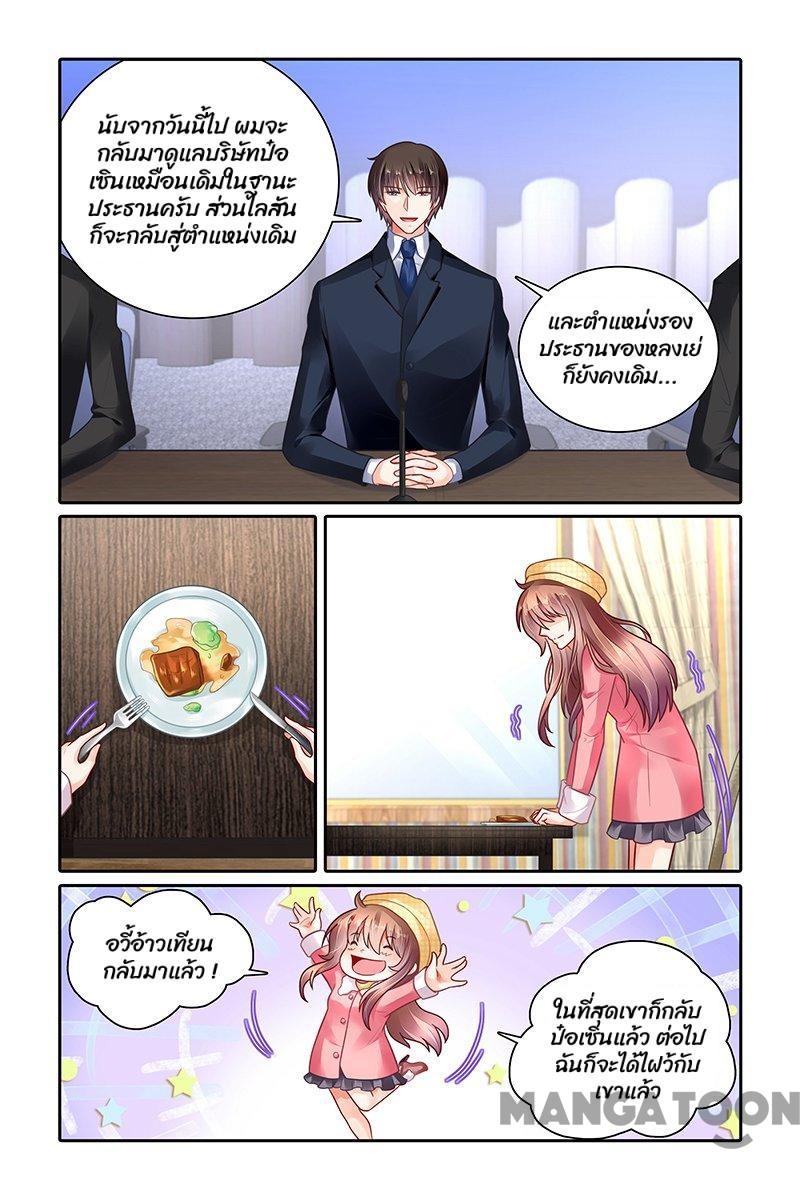 นับจากวันนี้ไป ผมจะ
กลับมาดูแลบริษัทป๋อ
เซินเหมือนเดิมในฐานะ
ประธานครับ ส่วนไลสัน
ก็จะกลับสู่ตำแหน่งเดิม
และตำแหน่งรอง
ประธานของหลงเย่
ก็ยังคงเดิม...
อวี้อ้าวเทียน
กลับมาแล้ว !
ในที่สุดเขาก็กลับ
ป๋อเซินแล้ว ต่อไป
ฉันก็จะได้ไฝว้กับ
เขาแล้ว
MANGATOON